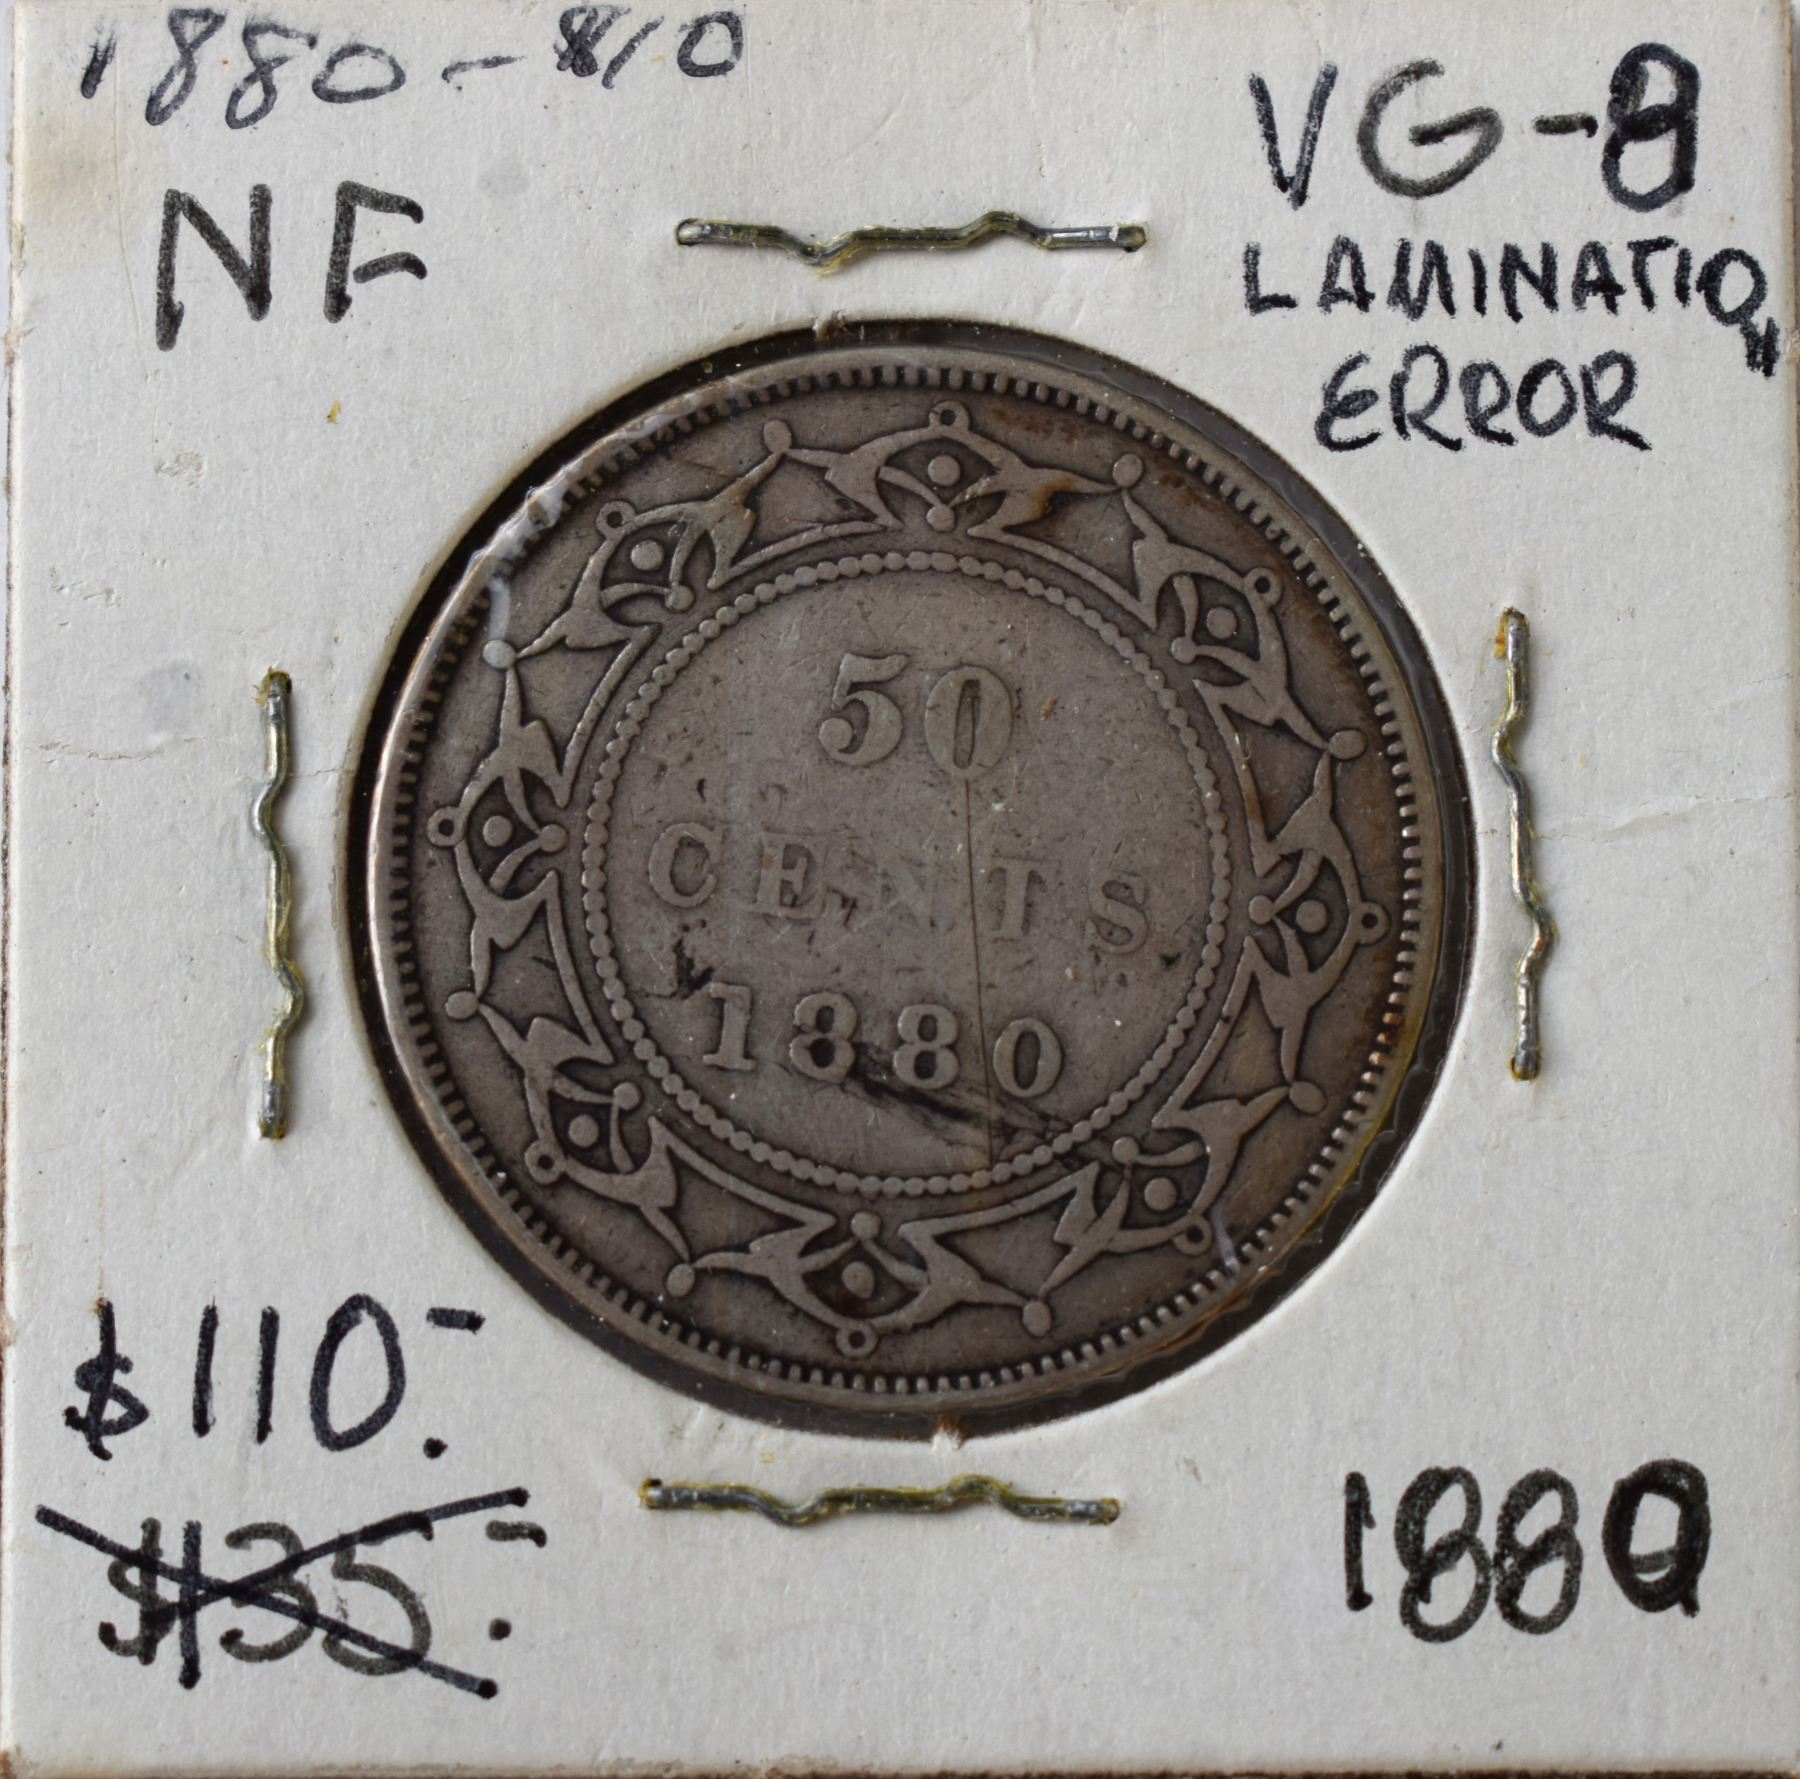 1880-8/0
NF
VG-8
LAMINATION
ERROR
50
CENTS
1880
$110.-
$135.-
1880